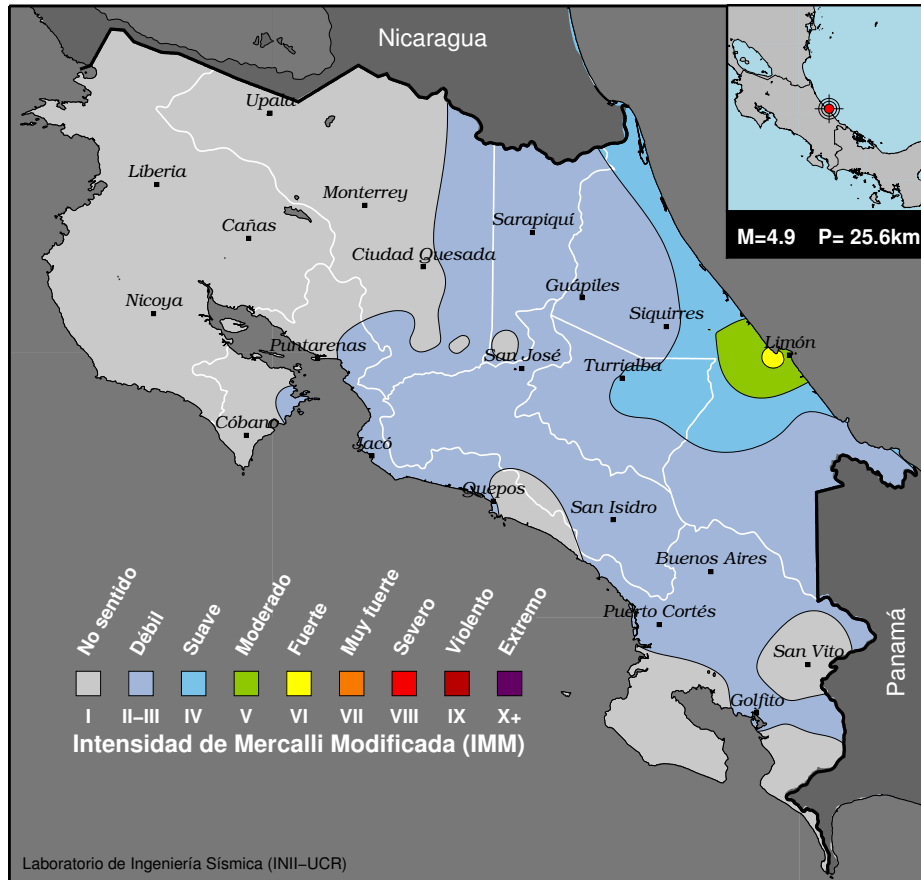 Nicaragua
Upala
Liberia
Monterrey
Cañas
Sarapiquí
Ciudad Quesada
M=4.9 P= 25.6km
Guápiles
Nicoya
Siquirres
Puntarenas
San José
Limón
Turrialba
Cóbano
Jacó
Quepos
San Isidro
Buenos Aires
Puerto Cortés
San Vito
Golfito
Panamá
No sentido
Débil
Suave
Moderado
Fuerte
Muy fuerte
Severo
Violento
Extremo
I II–III IV V VI VII VIII IX X+
Intensidad de Mercalli Modificada (IMM)
Laboratorio de Ingeniería Sísmica (INII–UCR)